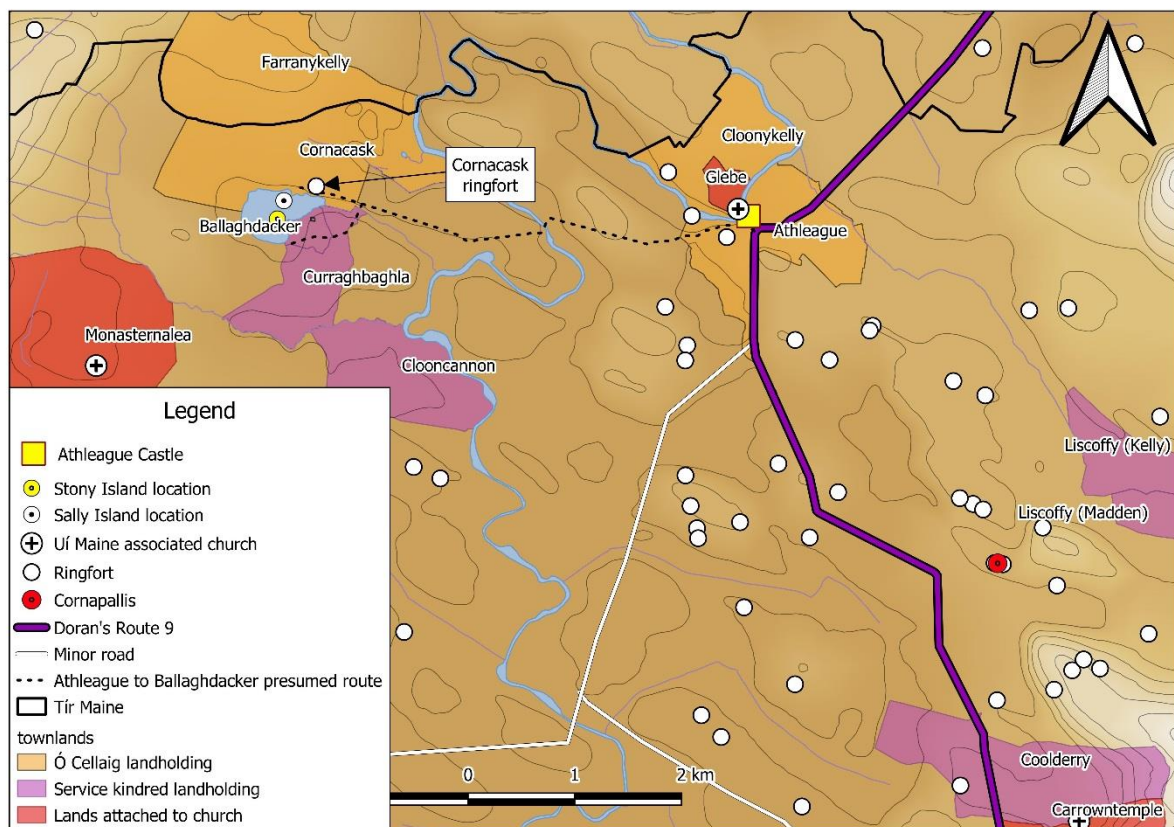 Farranykelly
Cornacask
Cornacask
ringfort
Cloonykelly
Glebe
Ballaghdacker
Athleague
Curraghbaghla
Monasternalea
Clooncannon
Liscoffy (Kelly)
Liscoffy (Madden)
Coolderry
Carrowntemple
Legend
Athleague Castle
Stony Island location
Sally Island location
Uí Maine associated church
Ringfort
Cornapallis
Doran's Route 9
Minor road
Athleague to Ballaghdacker presumed route
Tír Maine
townlands
Ó Cellaig landholding
Service kindred landholding
Lands attached to church
0 1 2 km